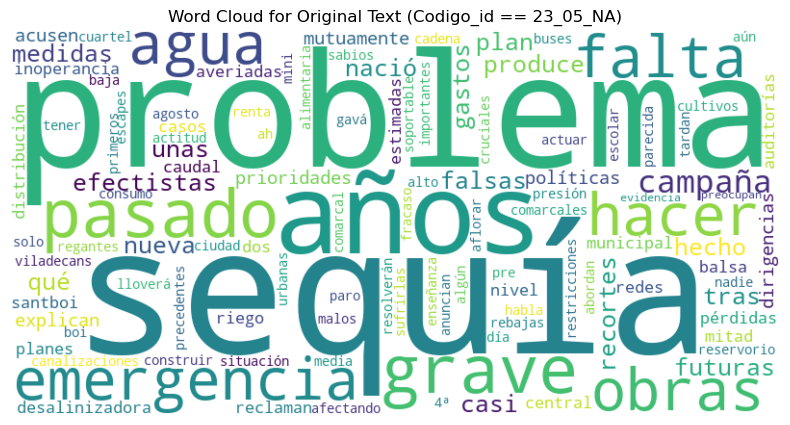 Word Cloud for Original Text (Codigo_id == 23_05_NA)
acusen cuartel agua mini mutuamente cadena plan buses falta aún
medidas sabios
inoperancia baja averiadas nació produce
problema
distribución tener primeros escapes agosto casos actitud renta ah alimentaria gavá estimadas soportable importantes gastos cruciales actuar escolar parecida tardan cultivos auditorías
unas caudal
efectistas prioridades alto falsas políticas campaña
consumo presión evidencia preocupan
pasado años hacer
comarcal fracaso aflorar comarcales
solo regantes nueva ciudad dos municipal hecho dirigencias
viladecans precedentes urbanas resolverán sufrirlas enseñanza anuncian algún pre restricciones abordan
sequía
qué lloverá nivel redes balsa nadie
santboi riego paro habla recortes tras
explican boi malos rebajas pérdidas
planes canalizaciones construir situación media día mitad reservorio
emergencia grave obras futuras
desalinizadora reclaman afectando 4ª casi central